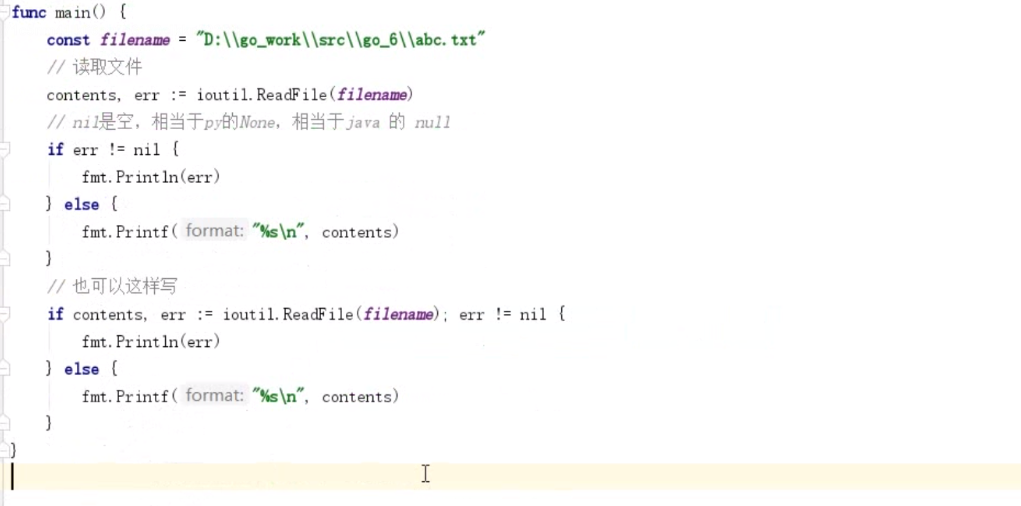 func main() {
const filename = "D:\\go_work\\src\\go_6\\abc.txt"
// 读取文件
contents, err := ioutil.ReadFile(filename)
// nil是空，相当于py的None，相当于java 的 null
if err != nil {
fmt.Println(err)
} else {
fmt.Printf( format: "%s\n", contents)
}
// 也可以这样写
if contents, err := ioutil.ReadFile(filename); err != nil {
fmt.Println(err)
} else {
fmt.Printf( format: "%s\n", contents)
}
}